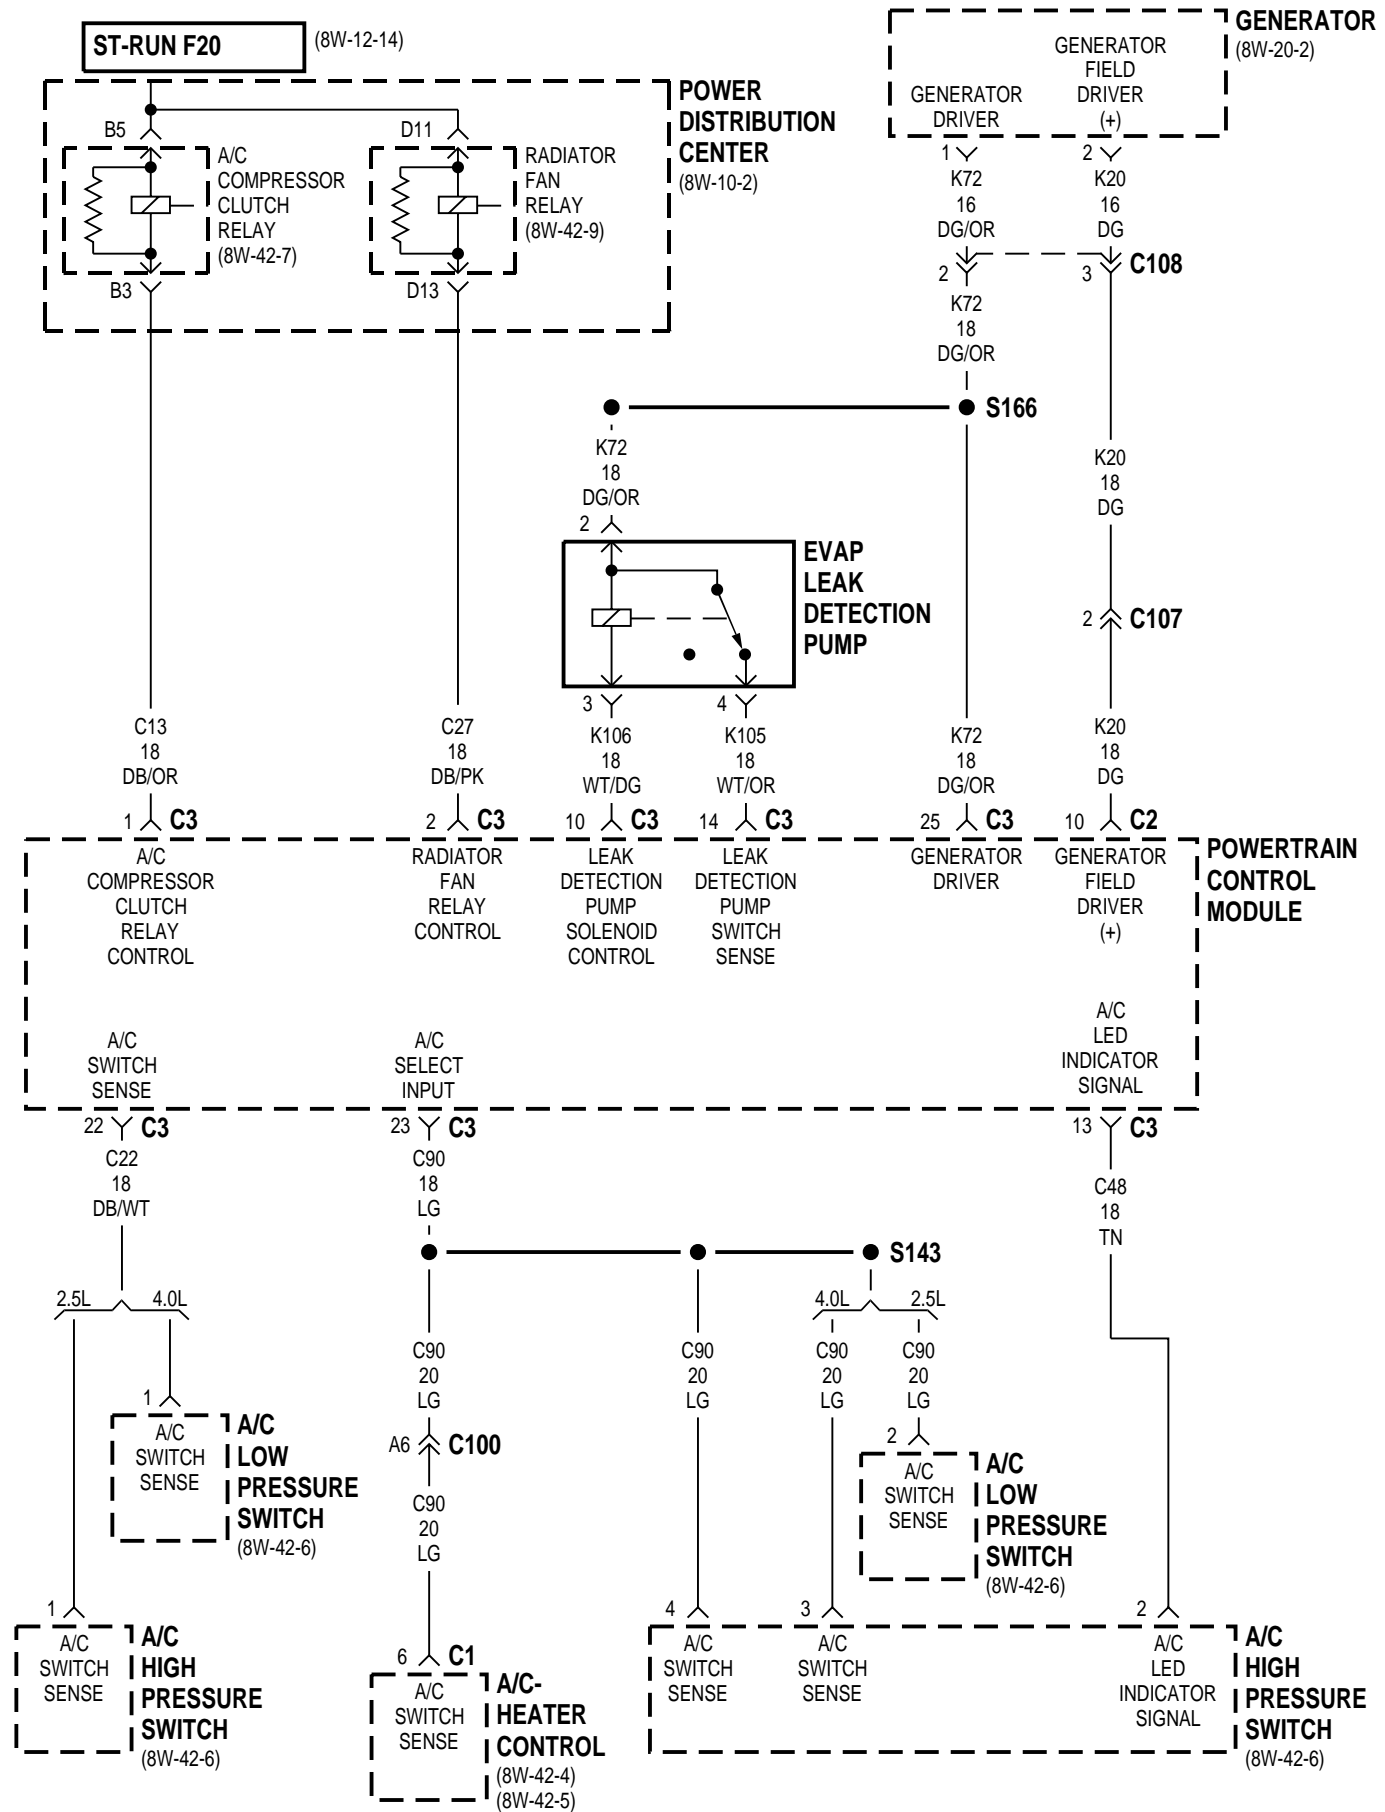 ST-RUN F20
(8W-12-14)
GENERATOR
(8W-20-2)
GENERATOR
DRIVER
GENERATOR
FIELD
DRIVER
(+)
POWER
DISTRIBUTION
CENTER
(8W-10-2)
B5
D11
A/C
COMPRESSOR
CLUTCH
RELAY
(8W-42-7)
RADIATOR
FAN
RELAY
(8W-42-9)
B3
D13
1
K72
16
DG/OR
2
K20
16
DG
2
3
C108
K72
18
DG/OR
S166
K72
18
DG/OR
2
K20
18
DG
EVAP
LEAK
DETECTION
PUMP
2
C107
3
4
C13
18
DB/OR
C27
18
DB/PK
K106
18
WT/DG
K105
18
WT/OR
K72
18
DG/OR
K20
18
DG
1
C3
2
C3
10
C3
14
C3
25
C3
10
C2
POWERTRAIN
CONTROL
MODULE
A/C
COMPRESSOR
CLUTCH
RELAY
CONTROL
RADIATOR
FAN
RELAY
CONTROL
LEAK
DETECTION
PUMP
SOLENOID
CONTROL
LEAK
DETECTION
PUMP
SWITCH
SENSE
GENERATOR
DRIVER
GENERATOR
FIELD
DRIVER
(+)
A/C
SWITCH
SENSE
A/C
SELECT
INPUT
A/C
LED
INDICATOR
SIGNAL
22
C3
23
C3
13
C3
C22
18
DB/WT
C90
18
LG
C48
18
TN
S143
2.5L
4.0L
4.0L
2.5L
C90
20
LG
C90
20
LG
C90
20
LG
C90
20
LG
1
A/C
SWITCH
SENSE
A/C
LOW
PRESSURE
SWITCH
(8W-42-6)
A6
C100
C90
20
LG
2
A/C
SWITCH
SENSE
A/C
LOW
PRESSURE
SWITCH
(8W-42-6)
1
A/C
SWITCH
SENSE
A/C
HIGH
PRESSURE
SWITCH
(8W-42-6)
6
C1
A/C
SWITCH
SENSE
A/C-
HEATER
CONTROL
(8W-42-4)
(8W-42-5)
4
3
2
A/C
SWITCH
SENSE
A/C
SWITCH
SENSE
A/C
LED
INDICATOR
SIGNAL
A/C
HIGH
PRESSURE
SWITCH
(8W-42-6)